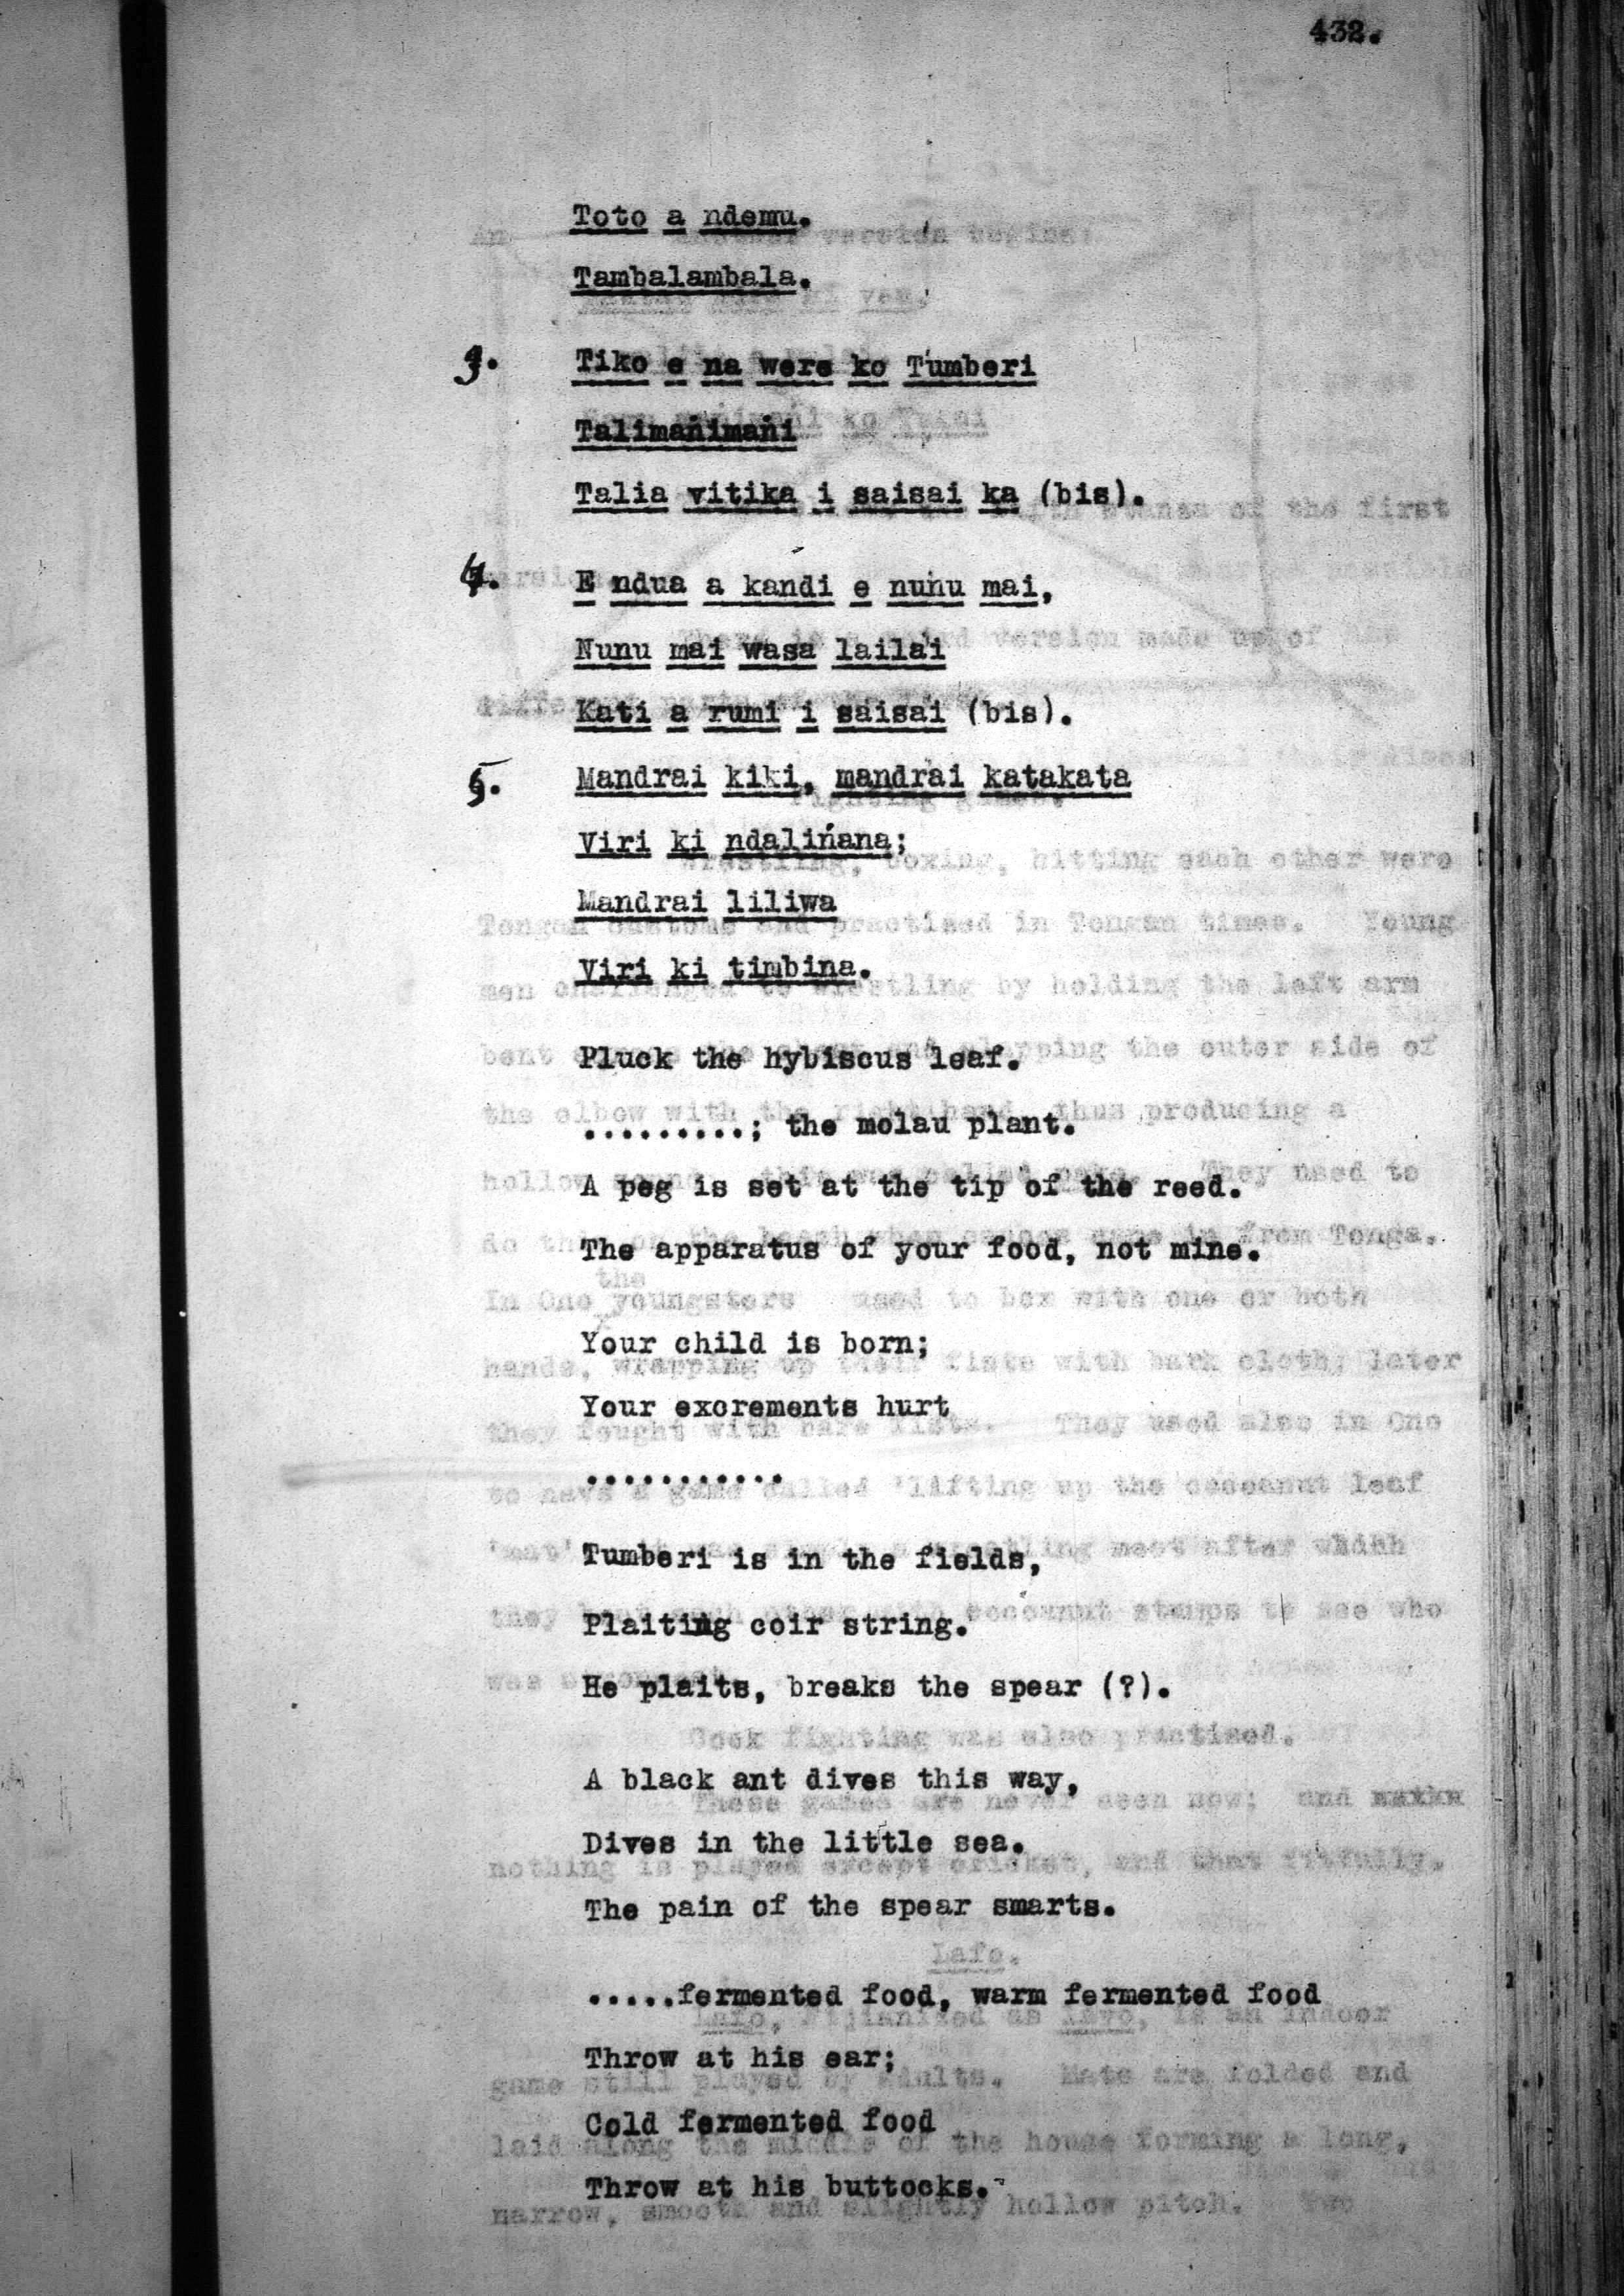 432.
Toto a ndemu.
Tambalambala.
3. Tiko e na were ko Tumberi
Talimaṅimaṅi
Talia vitika i saisai ka (bis).
4. E ndua a kandi e nunu mai,
Nunu mai wasa lailai
Kati a rumi i saisai (bis).
5. Mandrai kiki, mandrai katakata
Viri ki ndaliṅana;
Mandrai liliwa
Viri ki timbina.
Pluck the hybiscus leaf.
.........; the molau plant.
A peg is set at the tip of the reed.
The apparatus of your food, not mine.
Your child is born;
Your excrements hurt
...........
Tumberi is in the fields,
Plaiting coir string.
He plaits, breaks the spear (?).
A black ant dives this way,
Dives in the little sea.
The pain of the spear smarts.
.....fermented food, warm fermented food
Throw at his ear;
Cold fermented food
Throw at his buttocks.